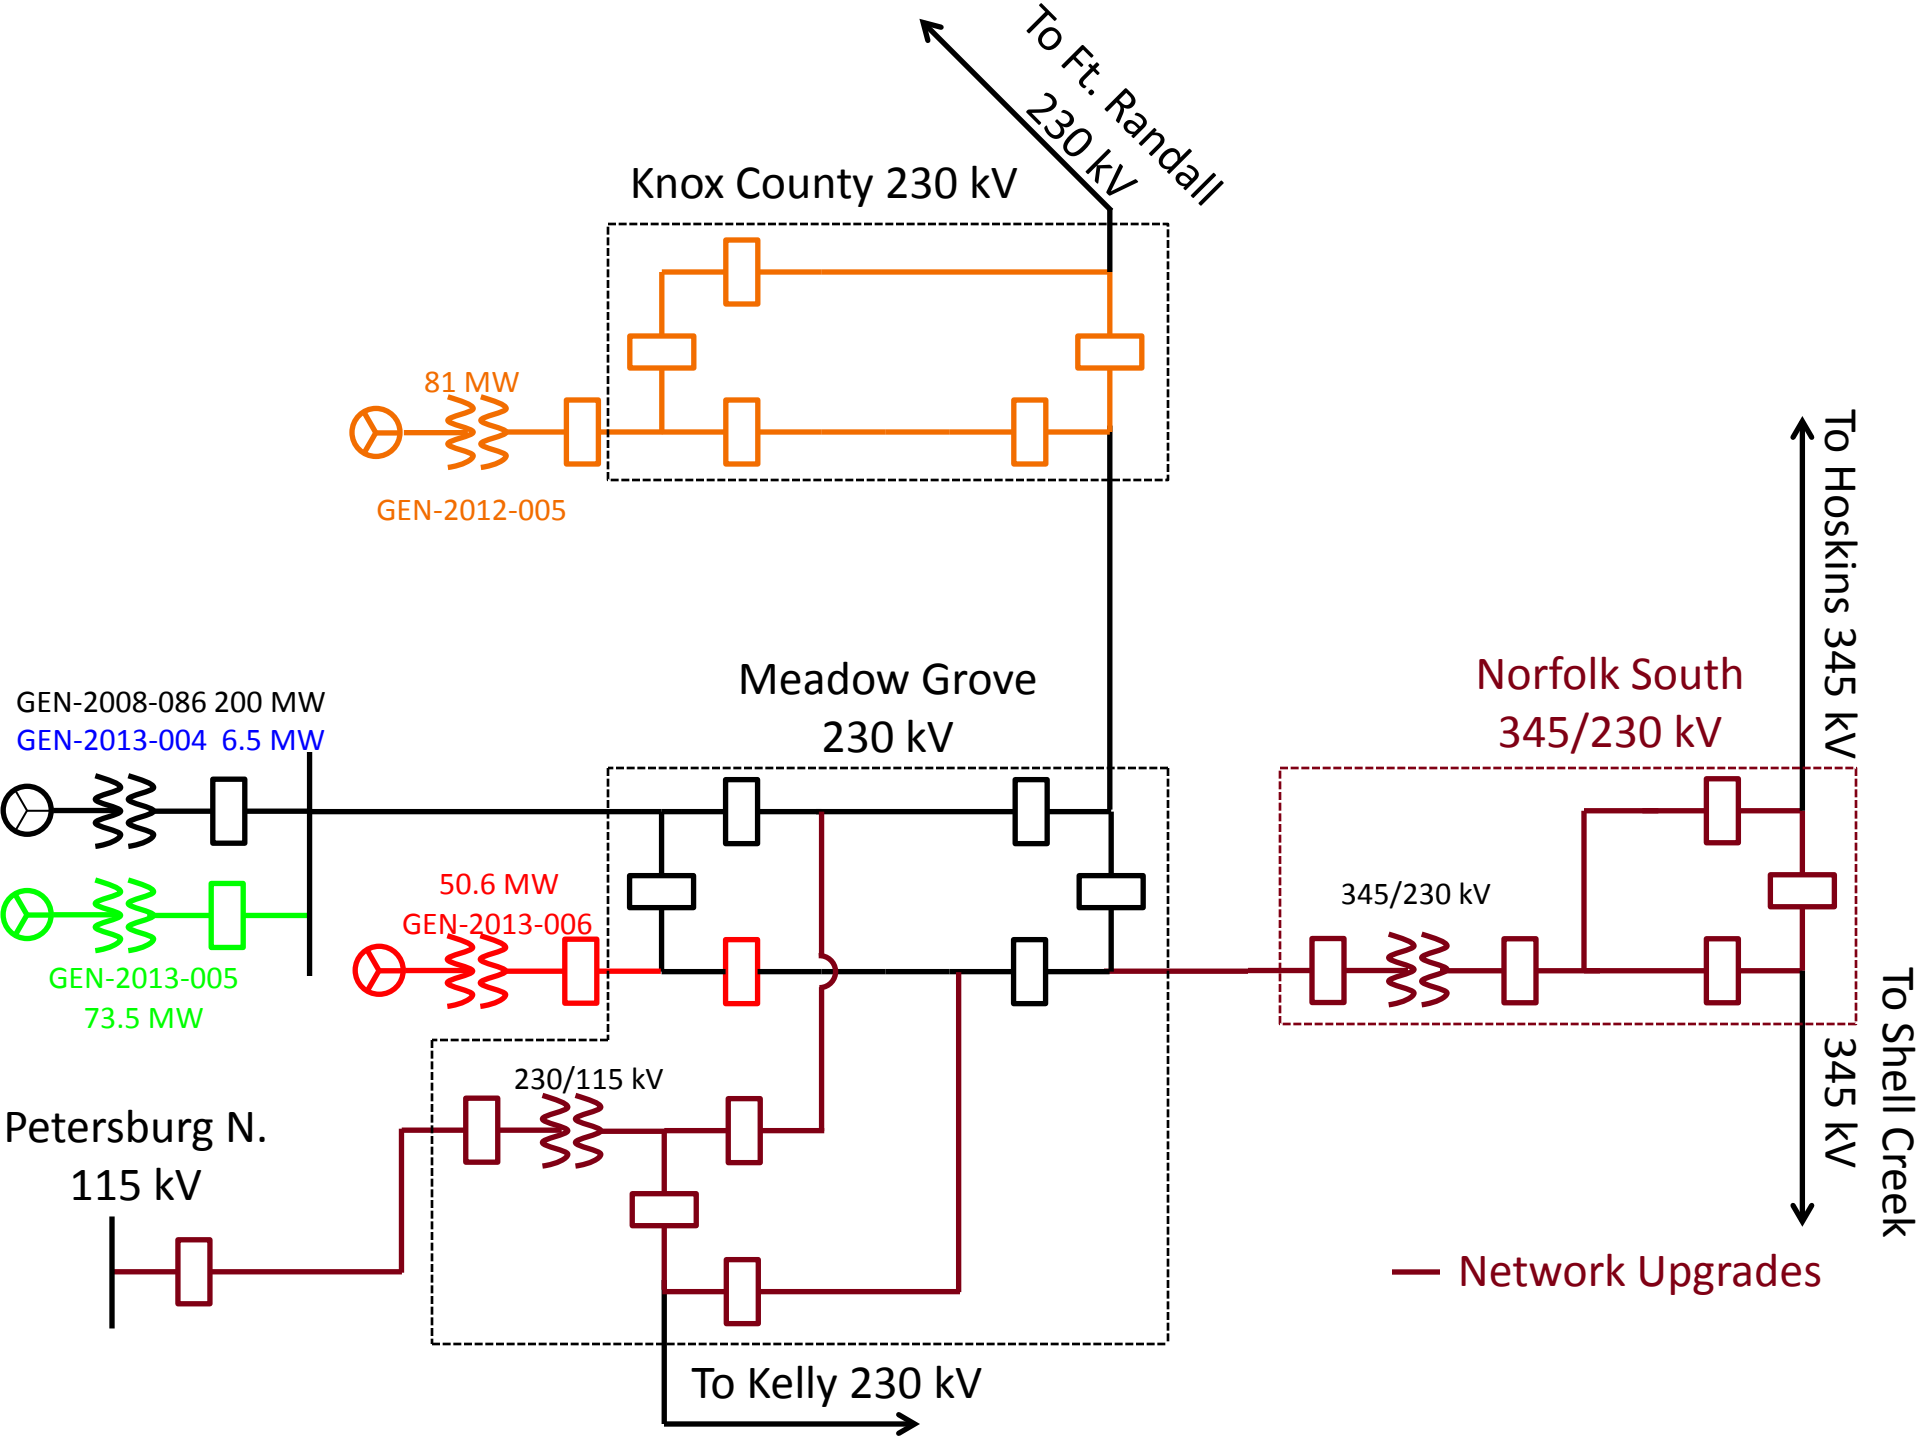 To Ft. Randall
230 kV
Knox County 230 kV
81 MW
GEN-2012-005
To Hoskins 345 kV
Meadow Grove
230 kV
Norfolk South
345/230 kV
GEN-2008-086 200 MW
GEN-2013-004 6.5 MW
50.6 MW
GEN-2013-006
345/230 kV
GEN-2013-005
73.5 MW
To Shell Creek
345 kV
230/115 kV
Petersburg N.
115 kV
Network Upgrades
To Kelly 230 kV